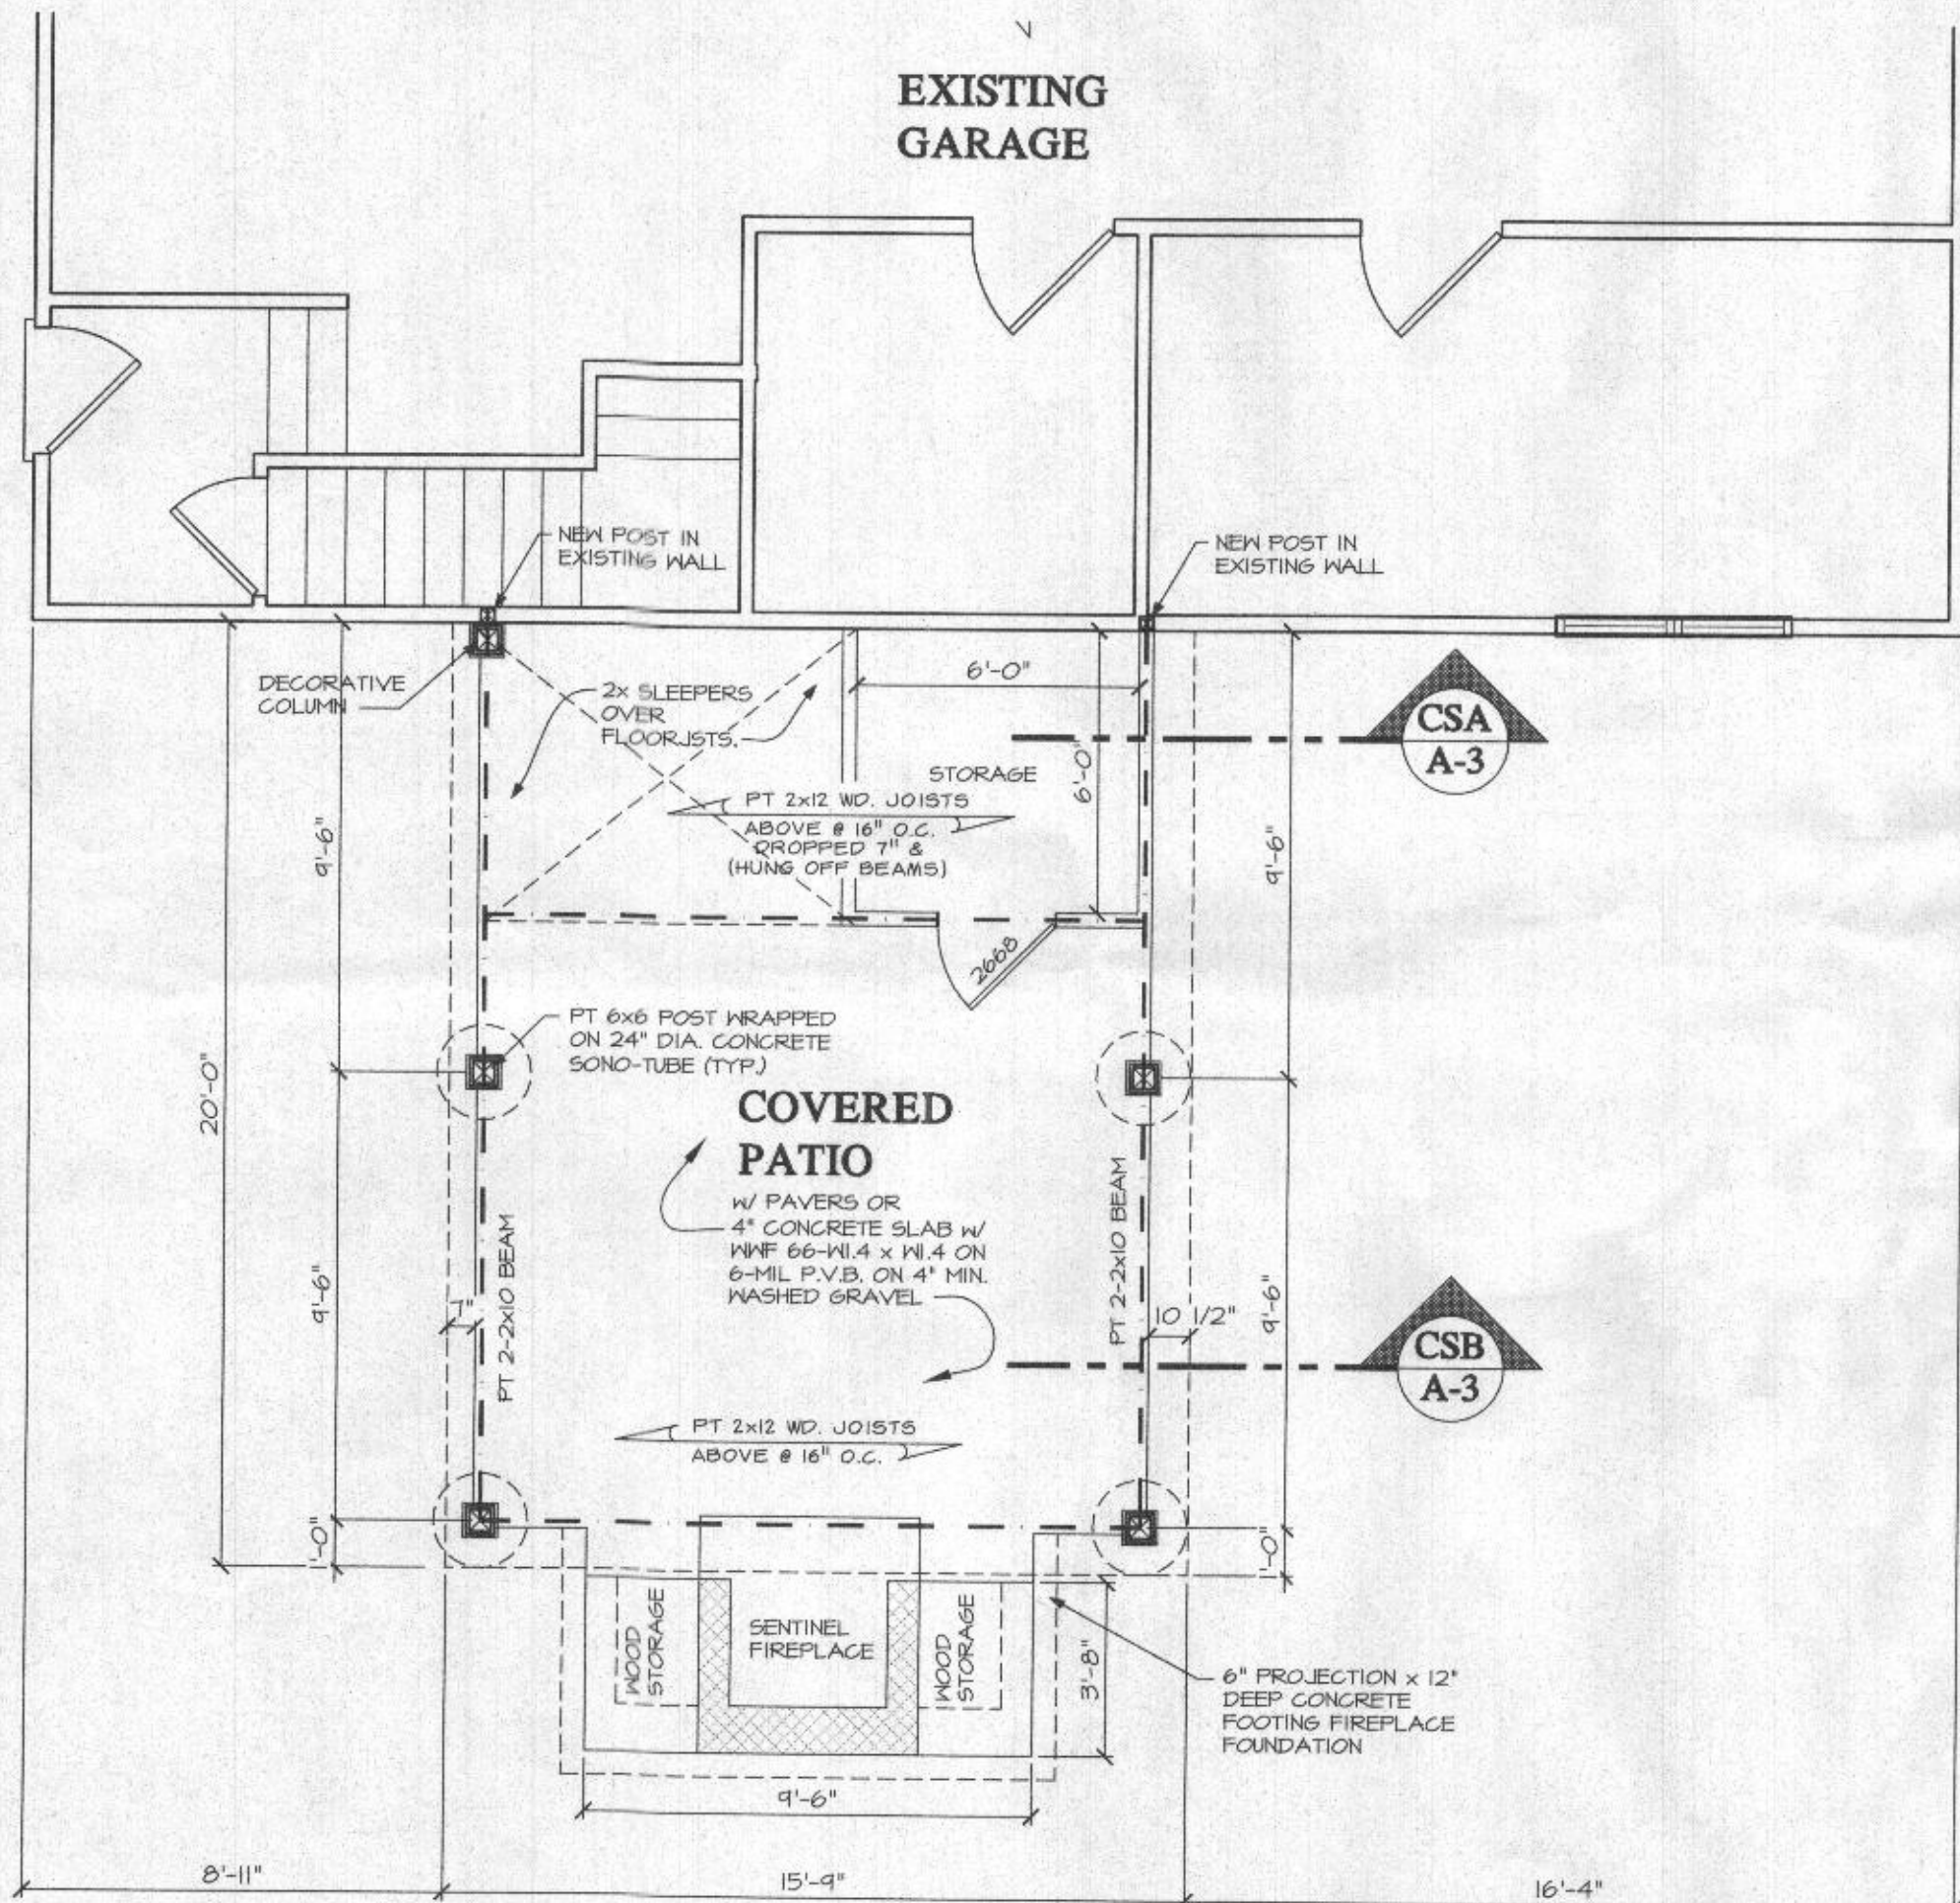 EXISTING
GARAGE
NEW POST IN
EXISTING WALL
NEW POST IN
EXISTING WALL
DECORATIVE
COLUMN
2x SLEEPERS
OVER
FLOOR JSTS.
6'-0"
CSA
A-3
STORAGE
6'-0"
PT 2x12 WD. JOISTS
ABOVE @ 16" O.C.
DROPPED 7" &
(HUNG OFF BEAMS)
9'-6"
9'-6"
2668
PT 6x6 POST WRAPPED
ON 24" DIA. CONCRETE
SONO-TUBE (TYP.)
20'-0"
COVERED
PATIO
W/ PAVERS OR
4" CONCRETE SLAB W/
WWF 66-W1.4 x W1.4 ON
6-MIL P.V.B. ON 4" MIN.
WASHED GRAVEL
PT 2-2x10 BEAM
PT 2-2x10 BEAM
9'-6"
9'-6"
7"
10 1/2"
CSB
A-3
PT 2x12 WD. JOISTS
ABOVE @ 16" O.C.
1'-0"
1'-0"
WOOD
STORAGE
SENTINEL
FIREPLACE
WOOD
STORAGE
3'-8"
6" PROJECTION x 12"
DEEP CONCRETE
FOOTING FIREPLACE
FOUNDATION
9'-6"
8'-11"
15'-9"
16'-4"